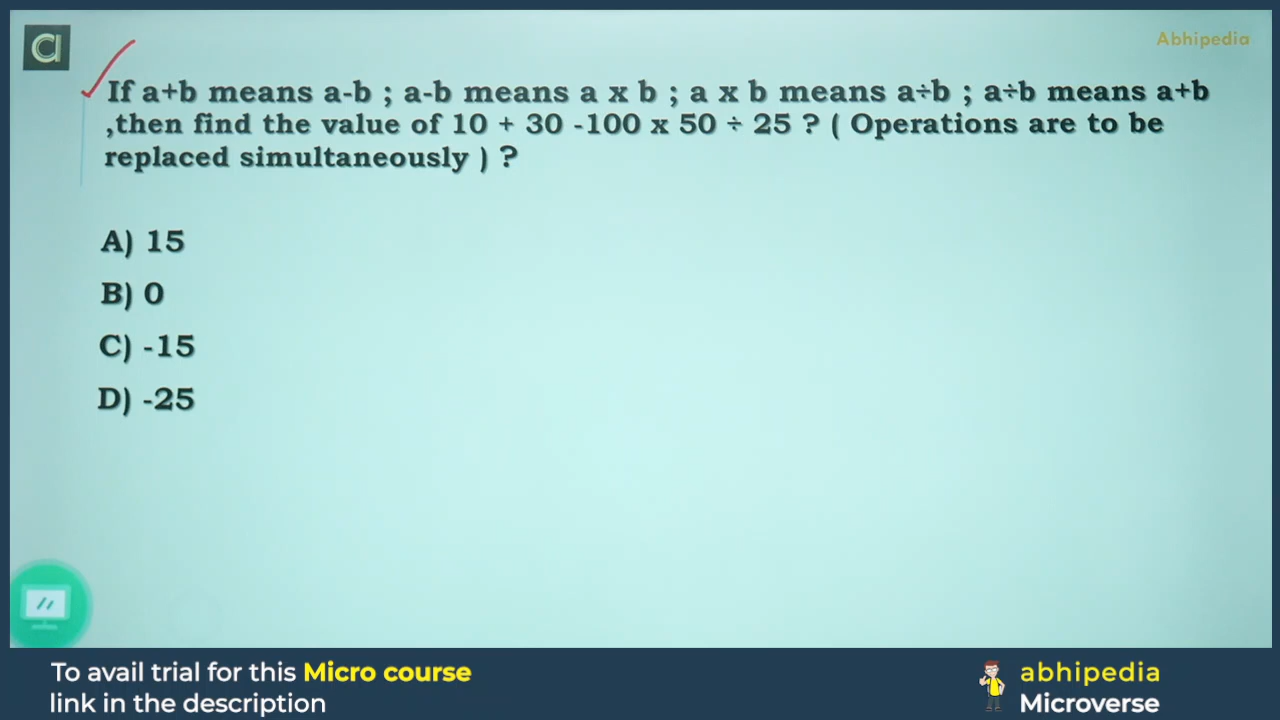 Abhipedia
If a+b means a-b ; a-b means a x b ; a x b means a÷b ; a÷b means a+b
,then find the value of 10 + 30 -100 x 50 ÷ 25 ? ( Operations are to be
replaced simultaneously ) ?
A) 15
B) 0
C) -15
D) -25
To avail trial for this Micro course
link in the description
abhipedia
Microverse